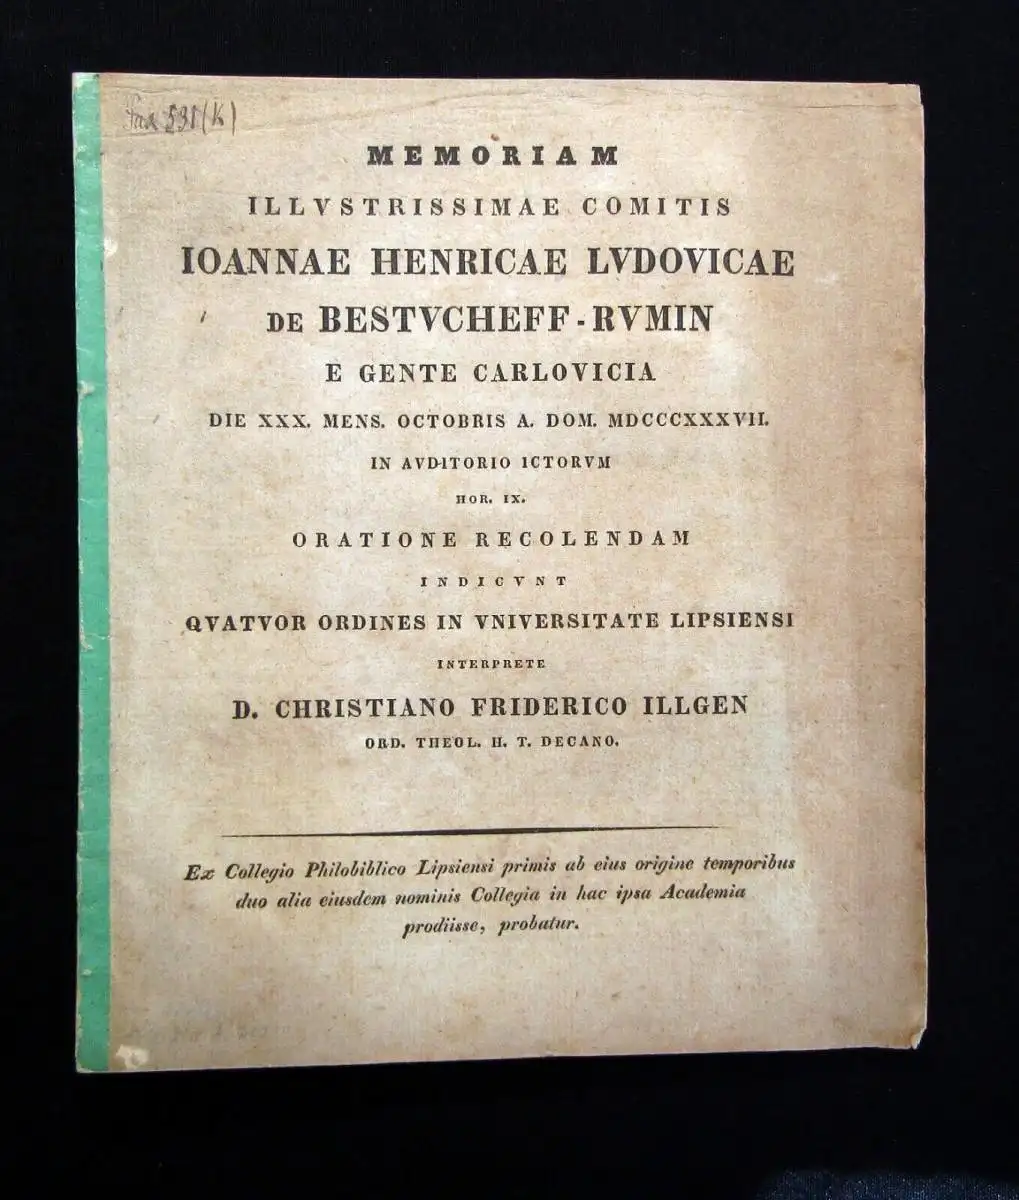 531 (K)
MEMORIAM
ILLVSTRISSIMAE COMITIS
IOANNAE HENRICAE LVDOVICAE
DE BESTVCHEFF-RVMIN
E GENTE CARLOVICIA
DIE XXX. MENS. OCTOBRIS A. DOM. MDCCCXXXVII.
IN AVDITORIO ICTORVM
HOR. IX.
ORATIONE RECOLENDAM
INDICVNT
QVATVOR ORDINES IN VNIVERSITATE LIPSIENSI
INTERPRETE
D. CHRISTIANO FRIDERICO ILLGEN
ORD. THEOL. H. T. DECANO.
Ex Collegio Philobiblico Lipsiensi primis ab eius origine temporibus
duo alia eiusdem nominis Collegia in hac ipsa Academia
prodiisse, probatur.